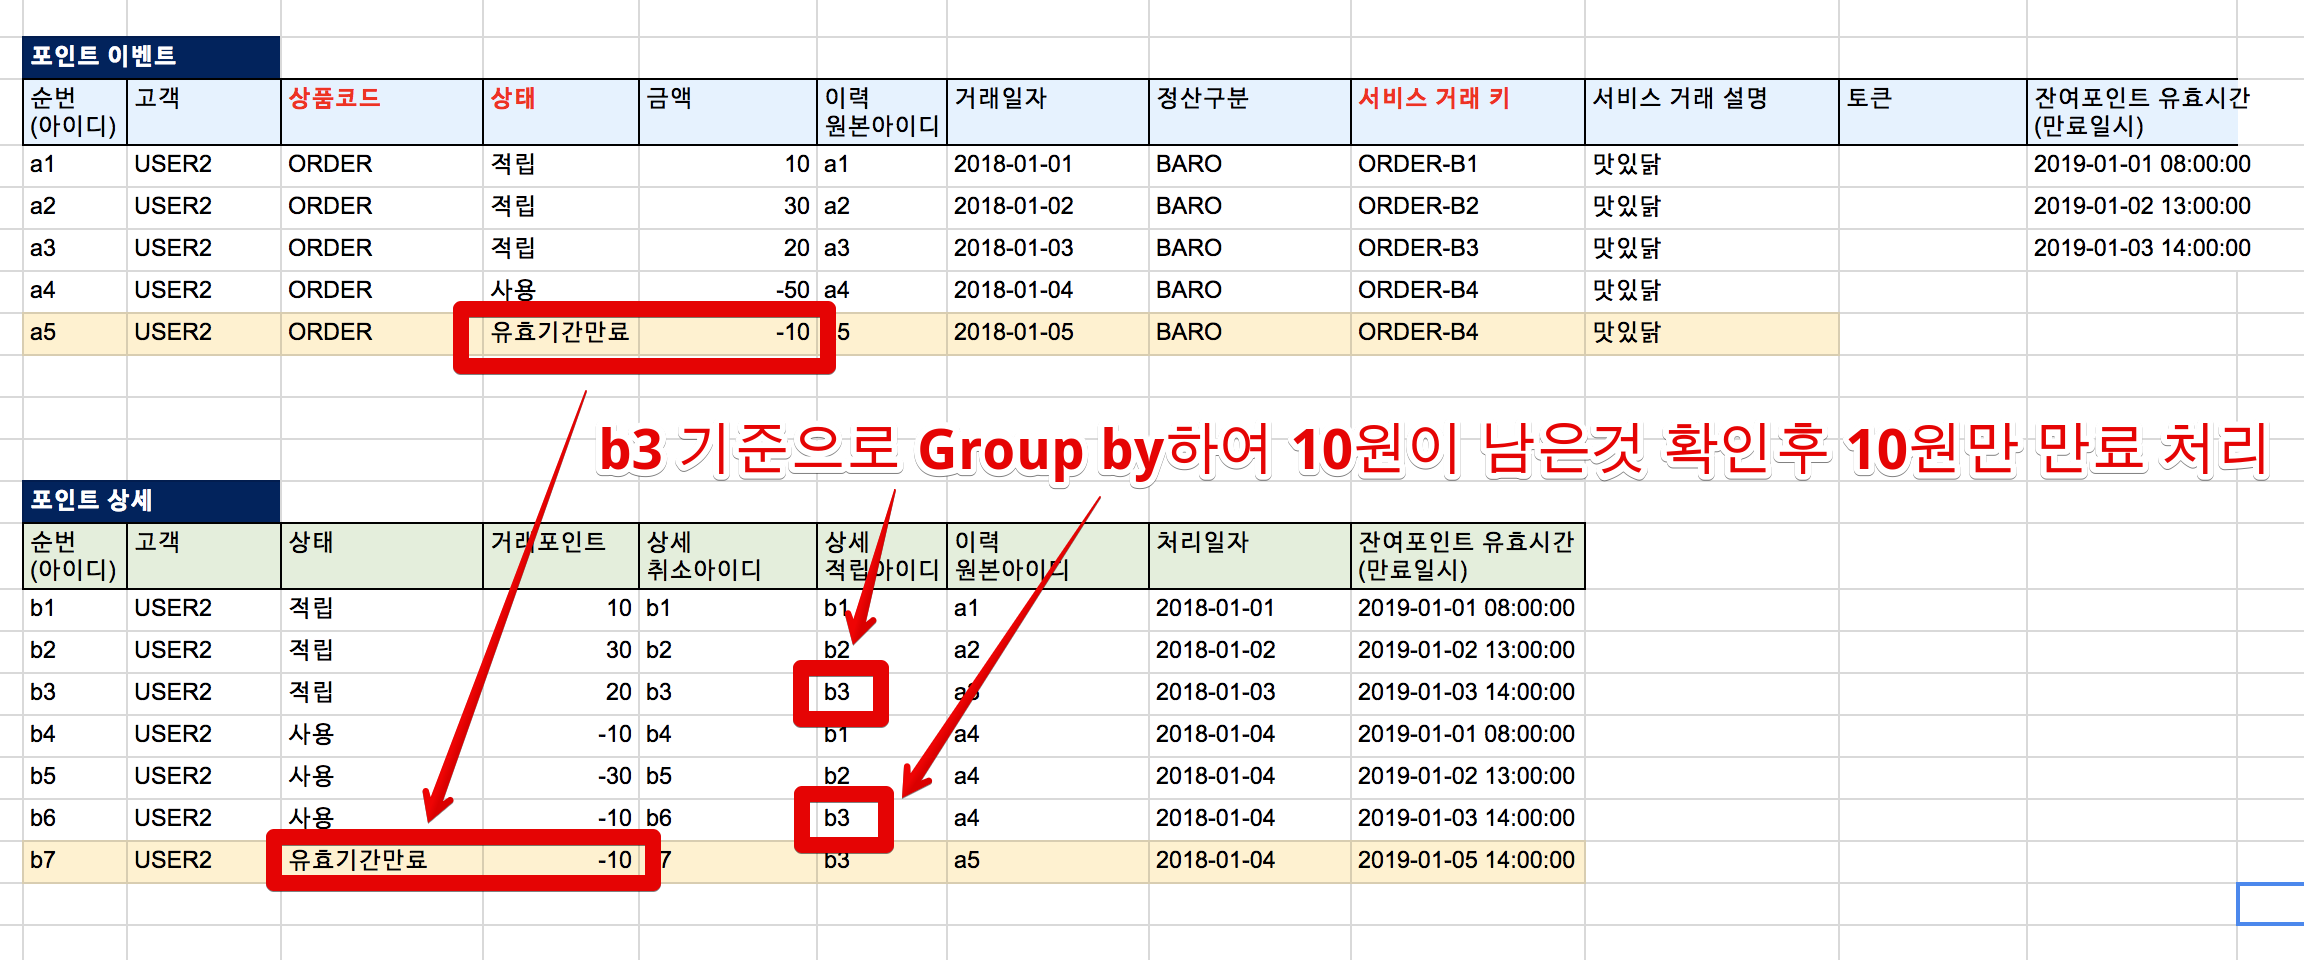 포인트 이벤트
순번 (아이디) 고객 상품코드 상태 금액 이력 원본아이디 거래일자 정산구분 서비스 거래 키 서비스 거래 설명 토큰 잔여포인트 유효시간 (만료일시)
a1 USER2 ORDER 적립 10 a1 2018-01-01 BARO ORDER-B1 맛있닭 2019-01-01 08:00:00
a2 USER2 ORDER 적립 30 a2 2018-01-02 BARO ORDER-B2 맛있닭 2019-01-02 13:00:00
a3 USER2 ORDER 적립 20 a3 2018-01-03 BARO ORDER-B3 맛있닭 2019-01-03 14:00:00
a4 USER2 ORDER 사용 -50 a4 2018-01-04 BARO ORDER-B4 맛있닭
a5 USER2 ORDER 유효기간만료 -10 5 2018-01-05 BARO ORDER-B4 맛있닭
b3 기준으로 Group by하여 10원이 남은것 확인후 10원만 만료 처리
포인트 상세
순번 (아이디) 고객 상태 거래포인트 상세 취소아이디 상세 적립아이디 이력 원본아이디 처리일자 잔여포인트 유효시간 (만료일시)
b1 USER2 적립 10 b1 b1 a1 2018-01-01 2019-01-01 08:00:00
b2 USER2 적립 30 b2 b2 a2 2018-01-02 2019-01-02 13:00:00
b3 USER2 적립 20 b3 b3 a3 2018-01-03 2019-01-03 14:00:00
b4 USER2 사용 -10 b4 b1 a4 2018-01-04 2019-01-01 08:00:00
b5 USER2 사용 -30 b5 b2 a4 2018-01-04 2019-01-02 13:00:00
b6 USER2 사용 -10 b6 b3 a4 2018-01-04 2019-01-03 14:00:00
b7 USER2 유효기간만료 -10 7 b3 a5 2018-01-04 2019-01-05 14:00:00